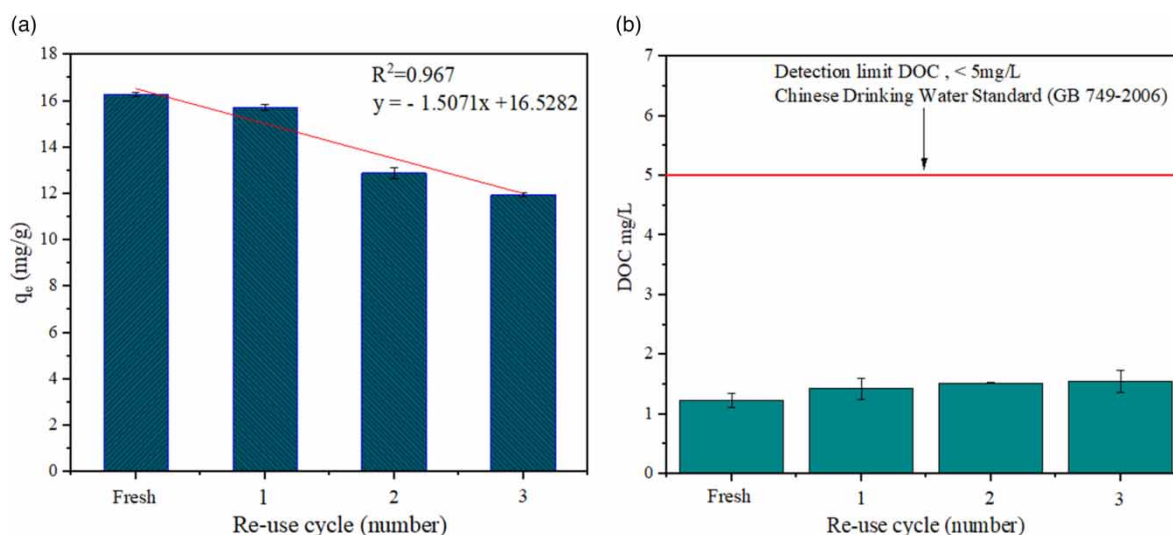 (a)
18
16
14
12
10
8
6
4
2
0
qe (mg/g)
R²=0.967
y = - 1.5071x +16.5282
Fresh 1 2 3
Re-use cycle (number)
(b)
7
6
5
4
3
2
1
0
DOC mg/L
Detection limit DOC , < 5mg/L
Chinese Drinking Water Standard (GB 749-2006)
Fresh 1 2 3
Re-use cycle (number)